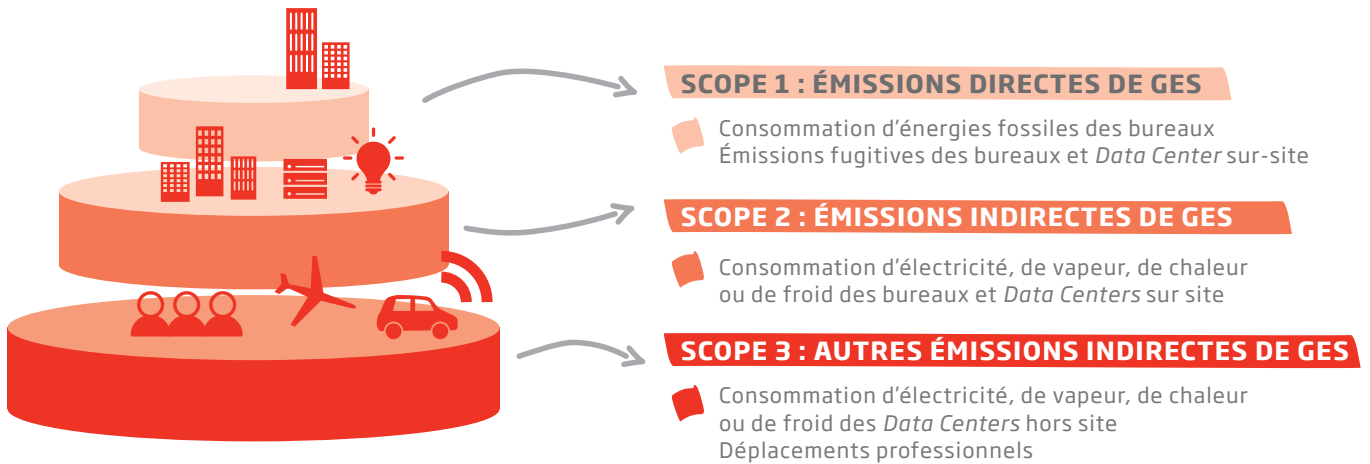 SCOPE 1 : ÉMISSIONS DIRECTES DE GES
Consommation d'énergies fossiles des bureaux
Émissions fugitives des bureaux et Data Center sur-site
SCOPE 2 : ÉMISSIONS INDIRECTES DE GES
Consommation d'électricité, de vapeur, de chaleur
ou de froid des bureaux et Data Centers sur site
SCOPE 3 : AUTRES ÉMISSIONS INDIRECTES DE GES
Consommation d'électricité, de vapeur, de chaleur
ou de froid des Data Centers hors site
Déplacements professionnels